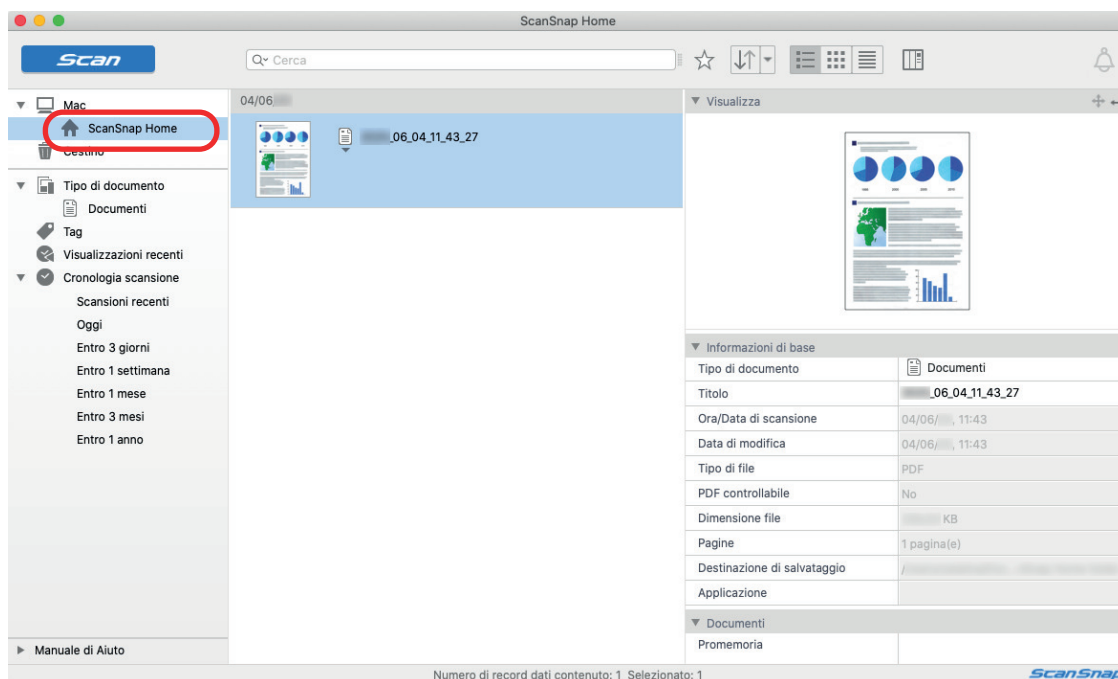 ScanSnap Home
Scan
Cerca
Mac
ScanSnap Home
Cestino
Tipo di documento
Documenti
Tag
Visualizzazioni recenti
Cronologia scansione
Scansioni recenti
Oggi
Entro 3 giorni
Entro 1 settimana
Entro 1 mese
Entro 3 mesi
Entro 1 anno
Manuale di Aiuto
04/06
_06_04_11_43_27
Visualizza
Informazioni di base
Tipo di documento Documenti
Titolo _06_04_11_43_27
Ora/Data di scansione 04/06/ , 11:43
Data di modifica 04/06/ , 11:43
Tipo di file PDF
PDF controllabile No
Dimensione file KB
Pagine 1 pagina(e)
Destinazione di salvataggio /
Applicazione
Documenti
Promemoria
Numero di record dati contenuto: 1 Selezionato: 1
ScanSnap